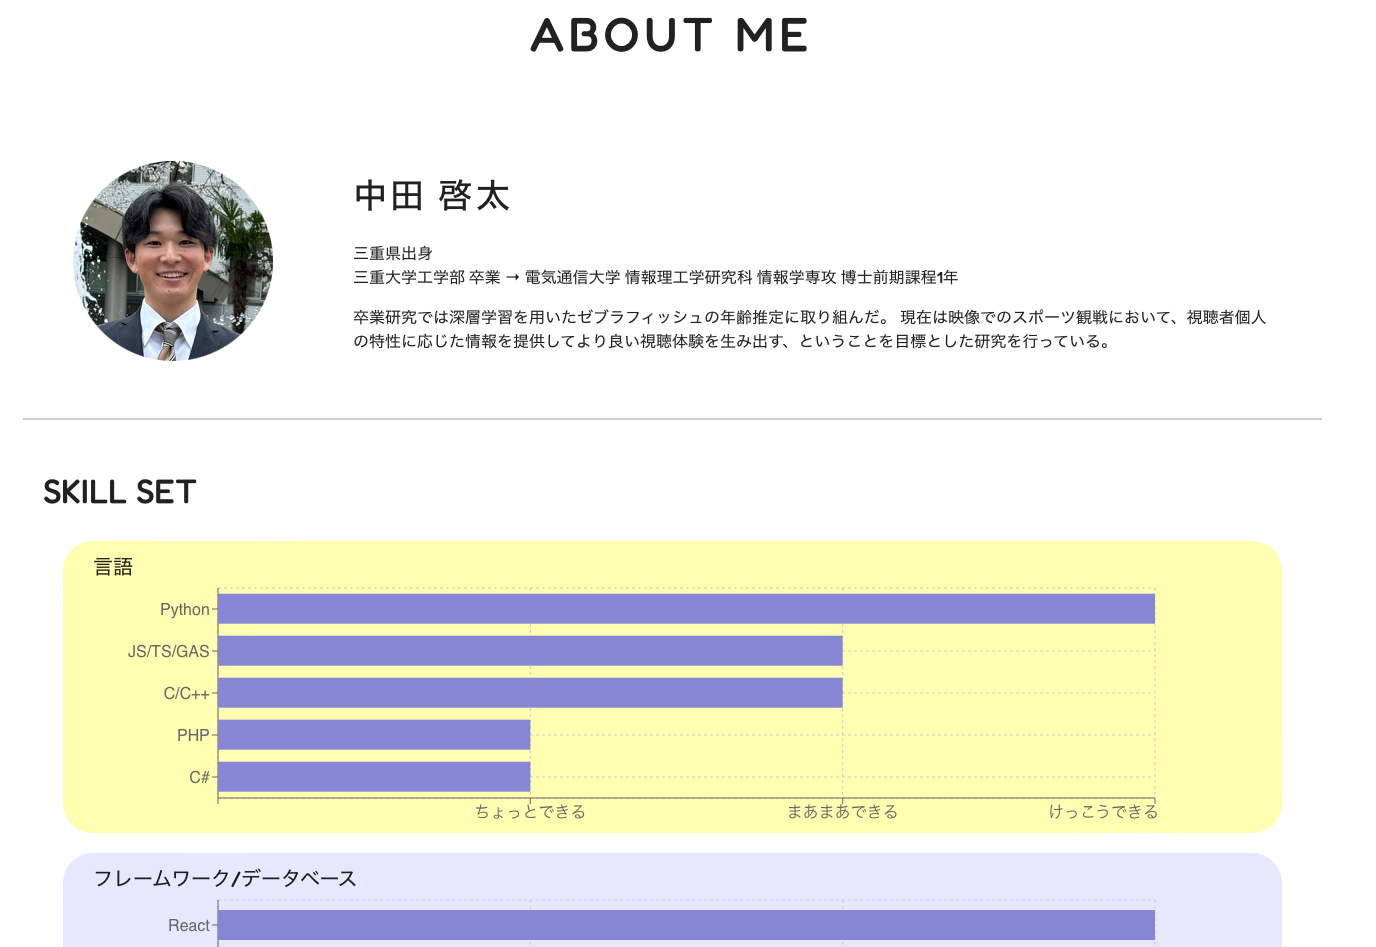 ABOUT ME
中田 啓太
三重県出身
三重大学工学部 卒業 → 電気通信大学 情報理工学研究科 情報学専攻 博士前期課程1年
卒業研究では深層学習を用いたゼブラフィッシュの年齢推定に取り組んだ。 現在は映像でのスポーツ観戦において、視聴者個人
の特性に応じた情報を提供してより良い視聴体験を生み出す、ということを目標とした研究を行っている。
SKILL SET
言語
Python
JS/TS/GAS
C/C++
PHP
C#
ちょっとできる まあまあできる けっこうできる
フレームワーク/データベース
React